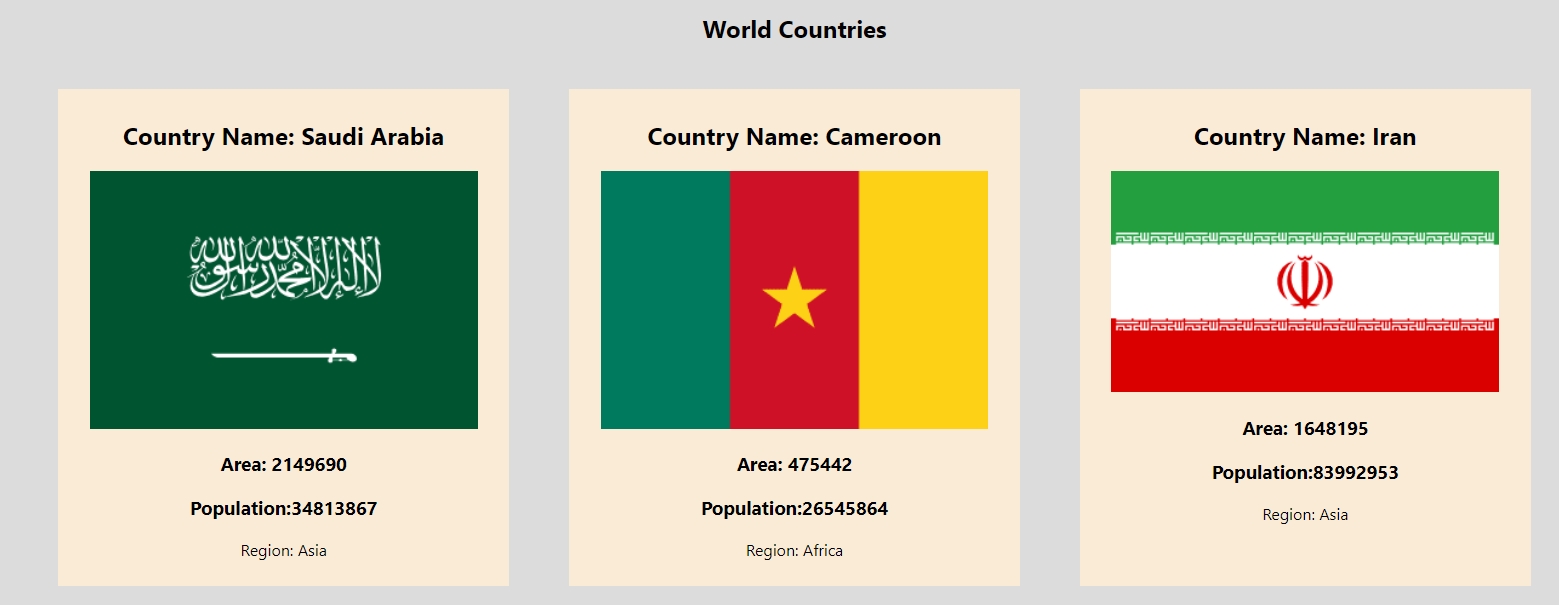 World Countries
Country Name: Saudi Arabia
لا إله إلا الله محمد رسول الله
Area: 2149690
Population:34813867
Region: Asia
Country Name: Cameroon
Area: 475442
Population:26545864
Region: Africa
Country Name: Iran
Area: 1648195
Population:83992953
Region: Asia